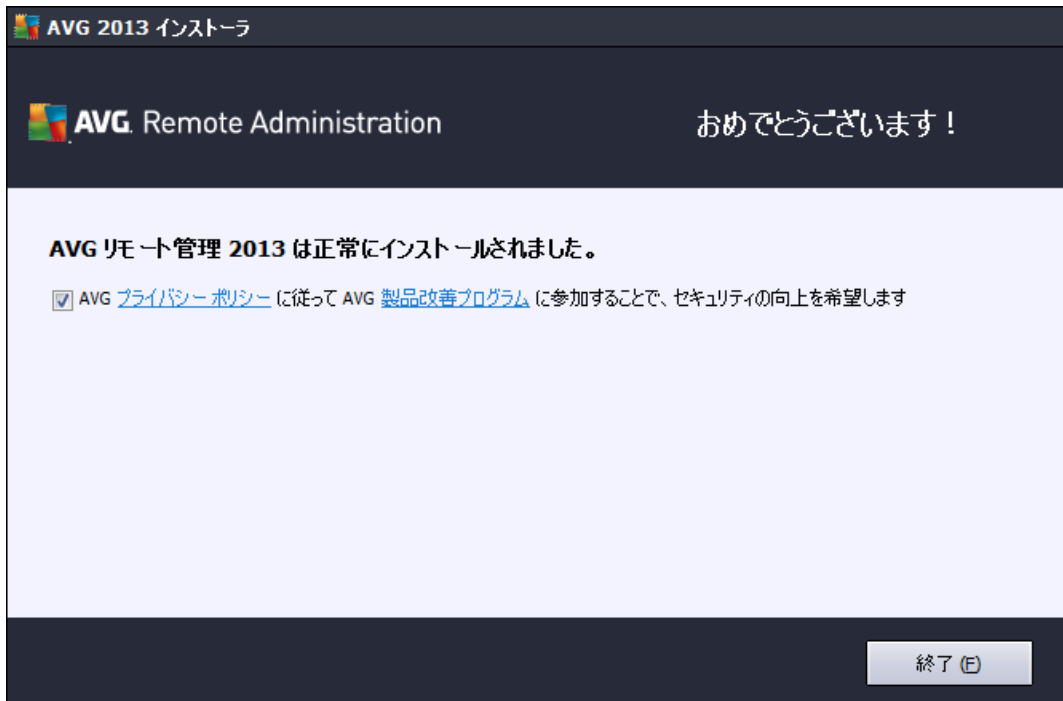 AVG 2013 インストーラ
AVG. Remote Administration
おめでとうございます！
AVG リモート管理 2013 は正常にインストールされました。
AVG プライバシー ポリシー に従って AVG 製品改善プログラム に参加することで、セキュリティの向上を希望します
終了 (F)